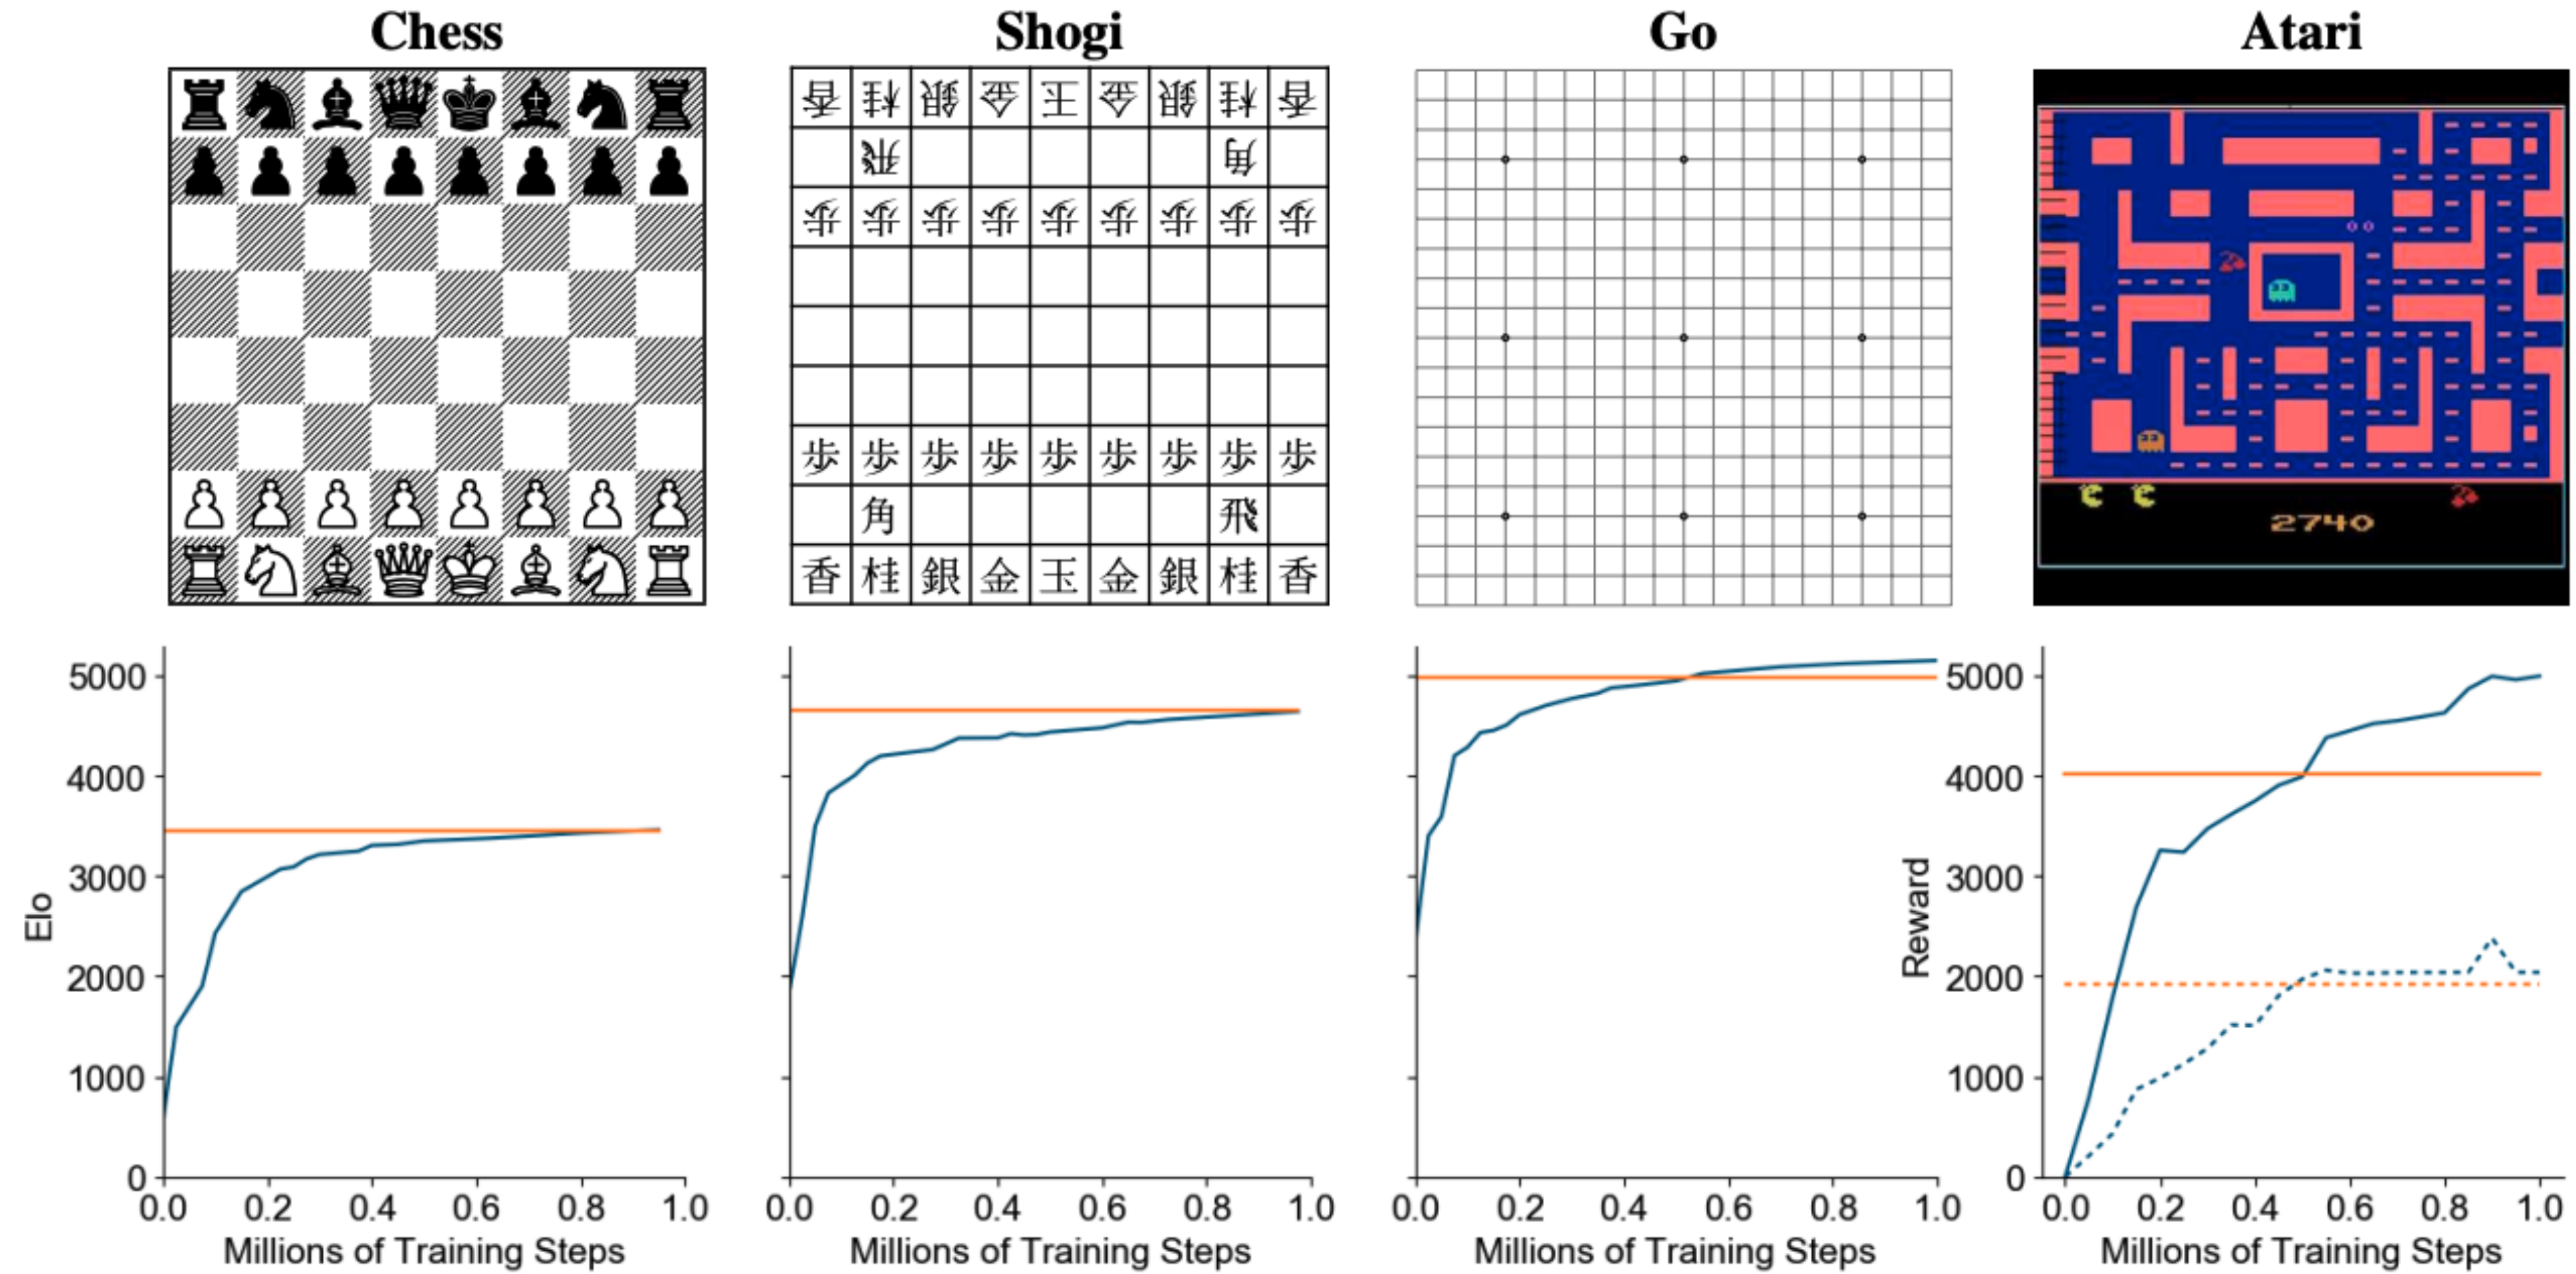 Chess Shogi Go Atari
香 桂 銀 金 王 金 銀 桂 香
飛 角
歩 歩 歩 歩 歩 歩 歩 歩 歩
歩 歩 歩 歩 歩 歩 歩 歩 歩
角 飛
香 桂 銀 金 玉 金 銀 桂 香
2740
Elo
5000
4000
3000
2000
1000
0
0.0 0.2 0.4 0.6 0.8 1.0
Millions of Training Steps
0.0 0.2 0.4 0.6 0.8 1.0
Millions of Training Steps
0.0 0.2 0.4 0.6 0.8 1.0
Millions of Training Steps
Reward
5000
4000
3000
2000
1000
0
0.0 0.2 0.4 0.6 0.8 1.0
Millions of Training Steps